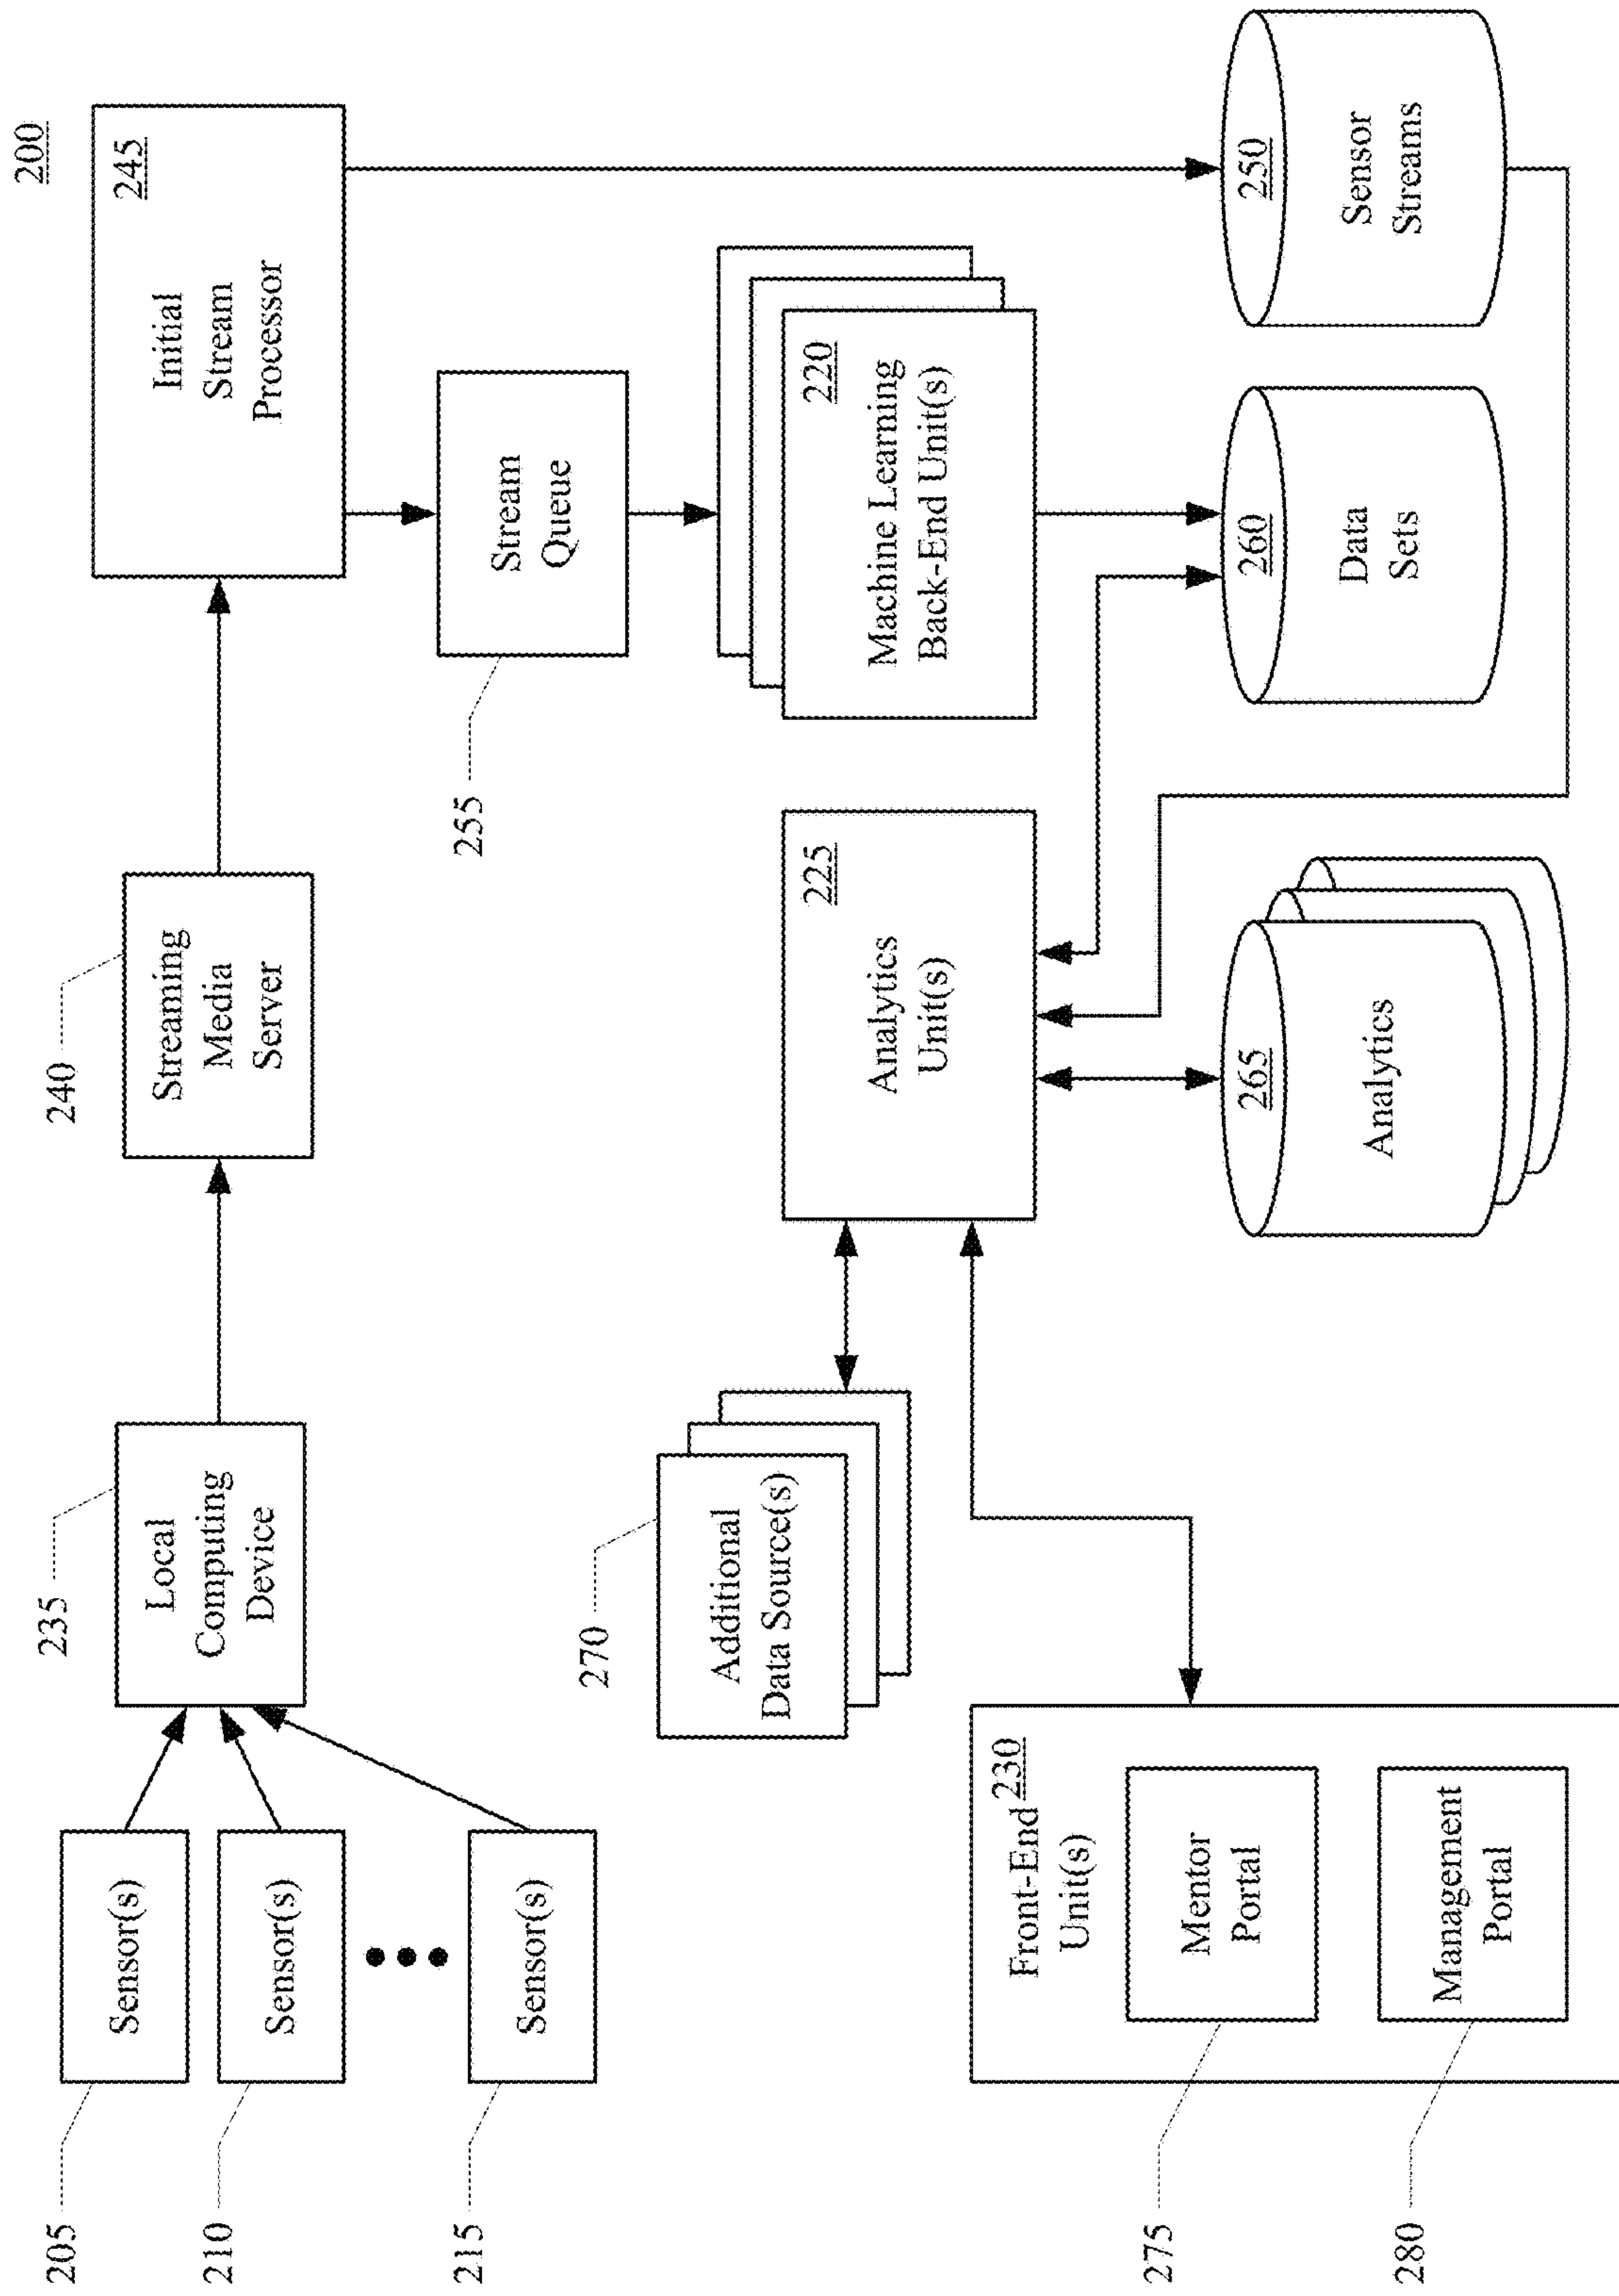 200
205
Sensor(s)
210
Sensor(s)
215
Sensor(s)
235
Local
Computing
Device
240
Streaming
Media
Server
245
Initial
Stream
Processor
255
Stream
Queue
220
Machine Learning
Back-End Unit(s)
270
Additional
Data Source(s)
225
Analytics
Unit(s)
Front-End
230
Unit(s)
275
Mentor
Portal
280
Management
Portal
265
Analytics
260
Data
Sets
250
Sensor
Streams